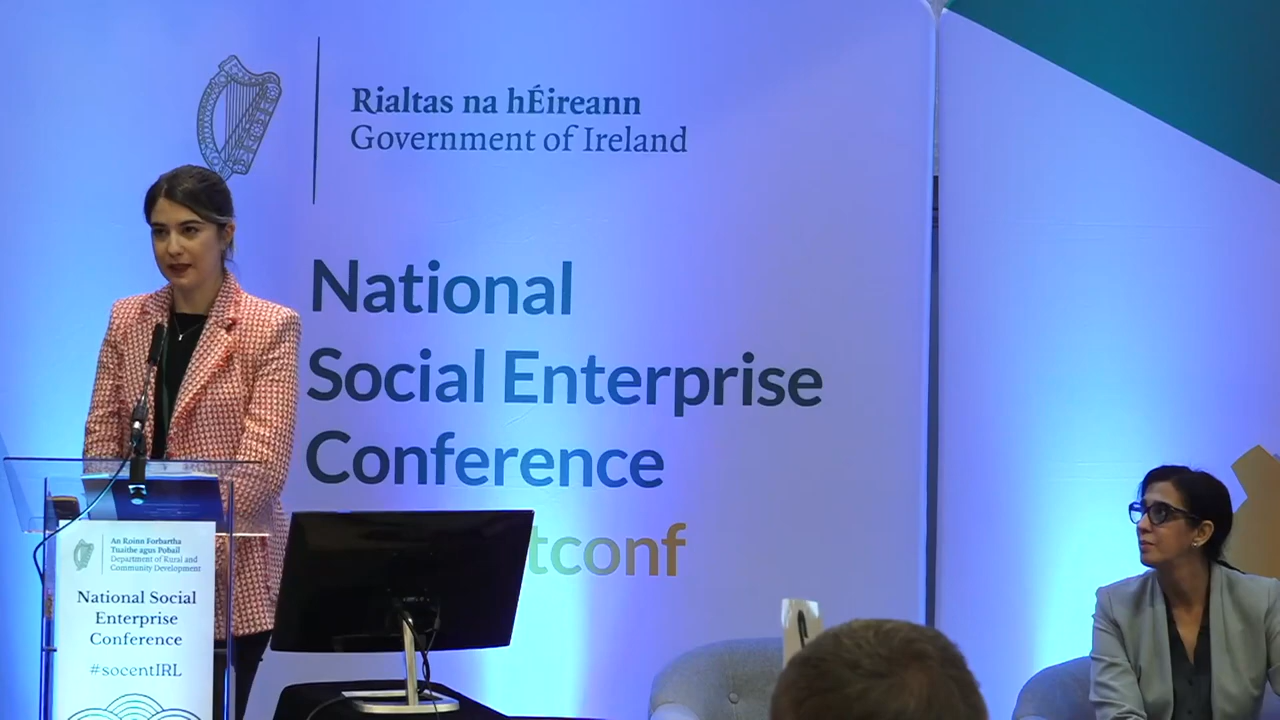 Rialtas na hÉireann
Government of Ireland
National
Social Enterprise
Conference
tconf
An Roinn Forbartha
Tuaithe agus Pobail
Department of Rural and
Community Development
National Social
Enterprise
Conference
#socentIRL